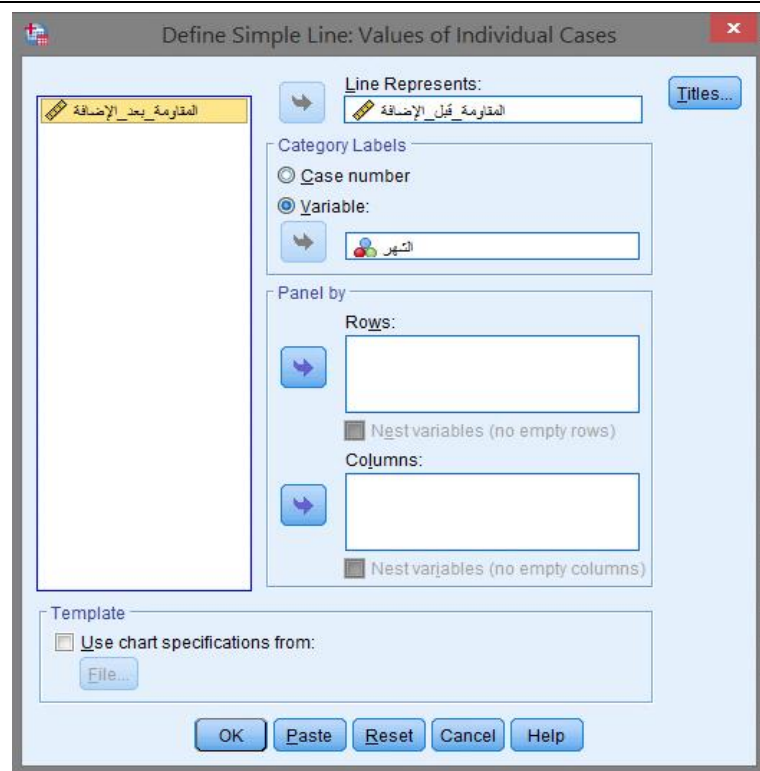 Define Simple Line: Values of Individual Cases
المقاومة_بعد_الإضافة
Line Represents:
المقاومة_قبل_الإضافة
Titles...
Category Labels
Case number
Variable:
الشهر
Panel by
Rows:
Nest variables (no empty rows)
Columns:
Nest variables (no empty columns)
Template
Use chart specifications from:
File...
OK Paste Reset Cancel Help